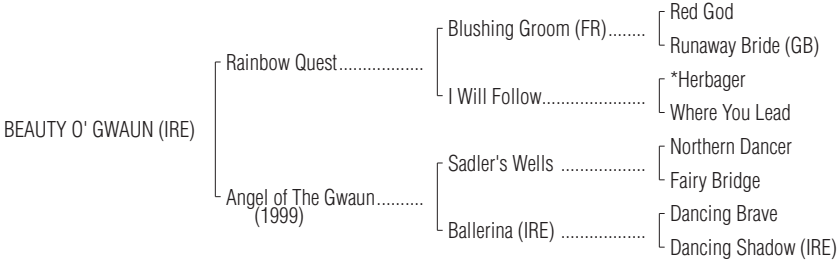 Red God
Blushing Groom (FR)........
Runaway Bride (GB)
Rainbow Quest..................
*Herbager
I Will Follow......................
Where You Lead
BEAUTY O' GWAUN (IRE)
Northern Dancer
Sadler's Wells ..................
Fairy Bridge
Angel of The Gwaun..........
(1999)
Dancing Brave
Ballerina (IRE) ..................
Dancing Shadow (IRE)